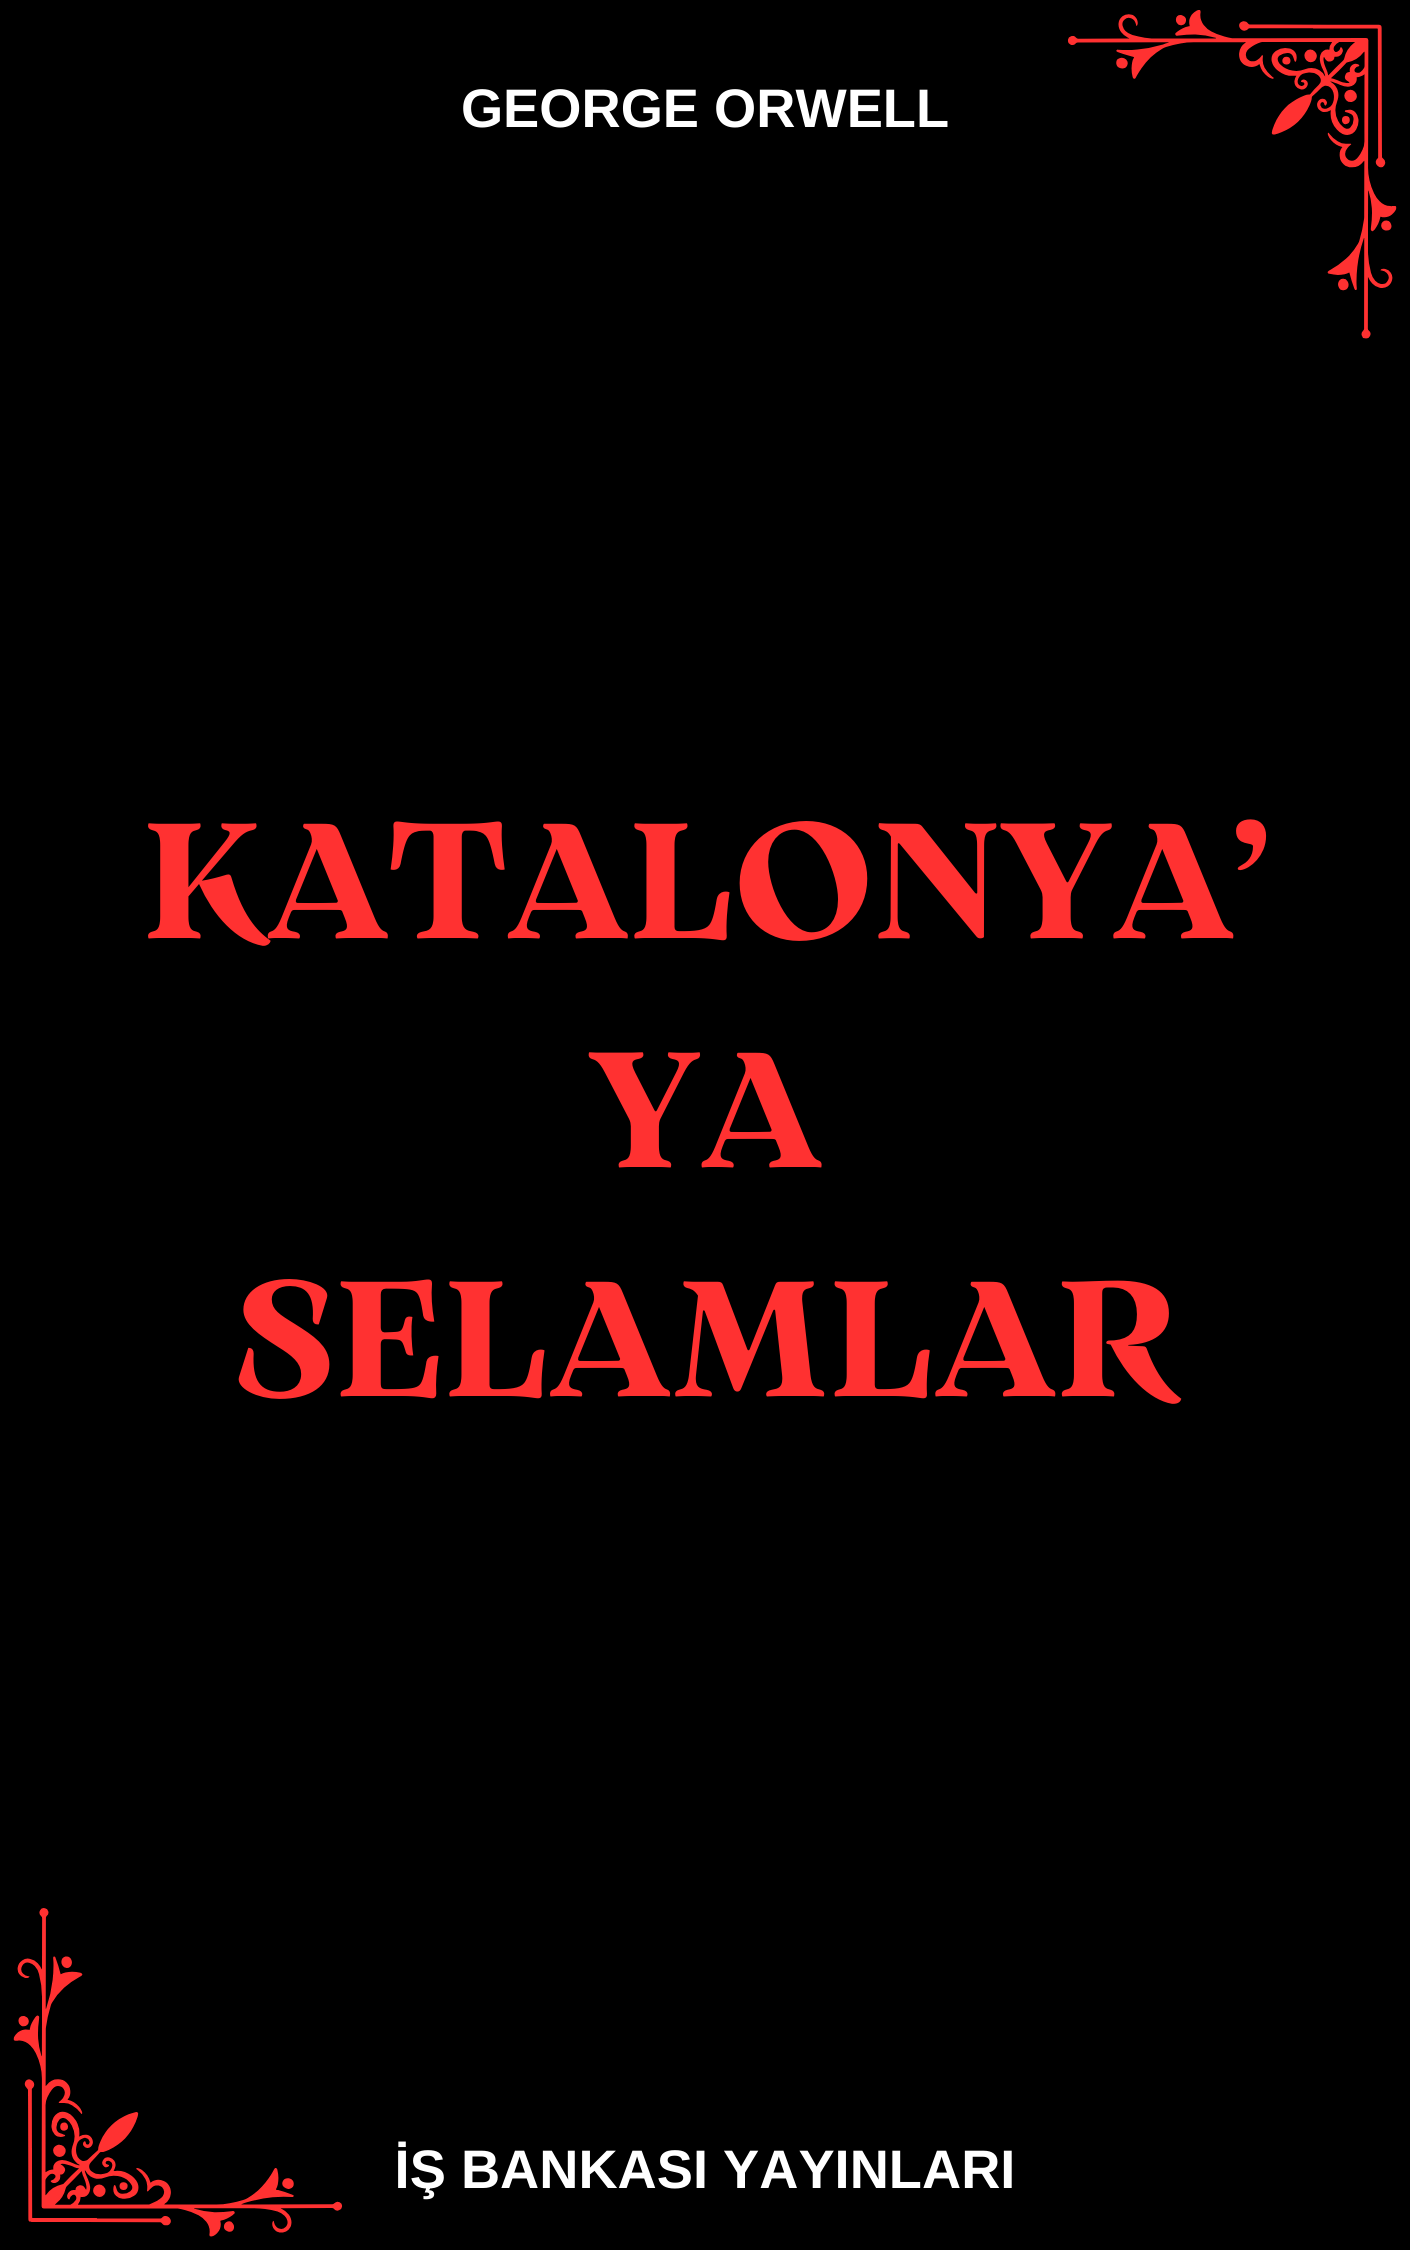 GEORGE ORWELL
KATALONYA’
YA
SELAMLAR
İŞ BANKASI YAYINLARI